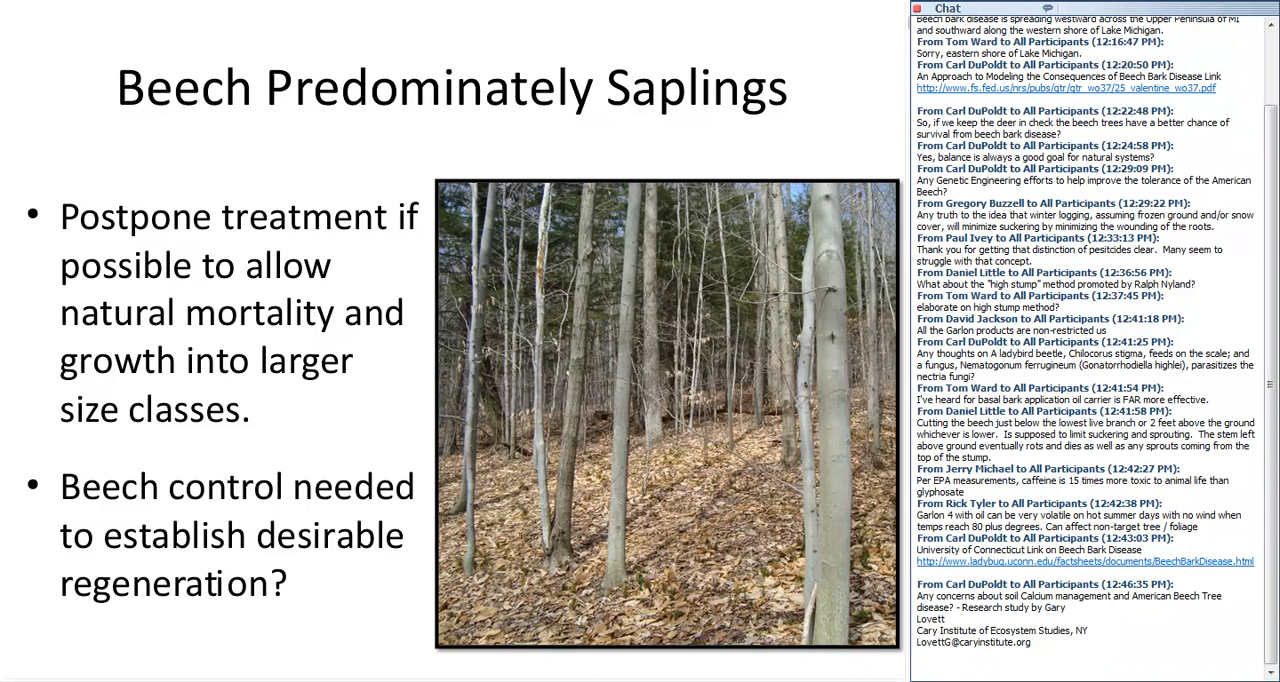 Beech Predominately Saplings
• Postpone treatment if
possible to allow
natural mortality and
growth into larger
size classes.
• Beech control needed
to establish desirable
regeneration?
Chat
Beech bark disease is spreading westward across the Upper Peninsula of MI
and southward along the western shore of Lake Michigan.
From Tom Ward to All Participants (12:16:47 PM):
Sorry, eastern shore of Lake Michigan.
From Carl DuPoldt to All Participants (12:20:50 PM):
An Approach to Modeling the Consequences of Beech Bark Disease Link
http://www.fs.fed.us/nrs/pubs/gtr/gtr_wo37/25_valentine_wo37.pdf
From Carl DuPoldt to All Participants (12:22:48 PM):
So, if we keep the deer in check the beech trees have a better chance of
survival from beech bark disease?
From Carl DuPoldt to All Participants (12:24:58 PM):
Yes, balance is always a good goal for natural systems?
From Carl DuPoldt to All Participants (12:29:09 PM):
Any Genetic Engineering efforts to help improve the tolerance of the American
Beech?
From Gregory Buzzell to All Participants (12:29:22 PM):
Any truth to the idea that winter logging, assuming frozen ground and/or snow
cover, will minimize suckering by minimizing the wounding of the roots.
From Paul Ivey to All Participants (12:33:13 PM):
Thank you for getting that distinction of pesitcides clear.  Many seem to
struggle with that concept.
From Daniel Little to All Participants (12:36:56 PM):
What about the "high stump" method promoted by Ralph Nyland?
From Tom Ward to All Participants (12:37:45 PM):
elaborate on high stump method?
From David Jackson to All Participants (12:41:18 PM):
All the Garlon products are non-restricted us
From Carl DuPoldt to All Participants (12:41:25 PM):
Any thoughts on A ladybird beetle, Chilocorus stigma, feeds on the scale; and
a fungus, Nematogonum ferrugineum (Gonatorrhodiella highlei), parasitizes the
nectria fungi?
From Tom Ward to All Participants (12:41:54 PM):
I've heard for basal bark application oil carrier is FAR more effective.
From Daniel Little to All Participants (12:41:58 PM):
Cutting the beech just below the lowest live branch or 2 feet above the ground
whichever is lower.  Is supposed to limit suckering and sprouting.  The stem left
above ground eventually rots and dies as well as any sprouts coming from the
top of the stump.
From Jerry Michael to All Participants (12:42:27 PM):
Per EPA measurements, caffeine is 15 times more toxic to animal life than
glyphosate
From Rick Tyler to All Participants (12:42:38 PM):
Garlon 4 with oil can be very volatile on hot summer days with no wind when
temps reach 80 plus degrees. Can affect non-target tree / foliage
From Carl DuPoldt to All Participants (12:43:03 PM):
University of Connecticut Link on Beech Bark Disease
http://www.ladybug.uconn.edu/factsheets/documents/BeechBarkDisease.html
From Carl DuPoldt to All Participants (12:46:35 PM):
Any concerns about soil Calcium management and American Beech Tree
disease? - Research study by Gary
Lovett
Cary Institute of Ecosystem Studies, NY
LovettG@caryinstitute.org